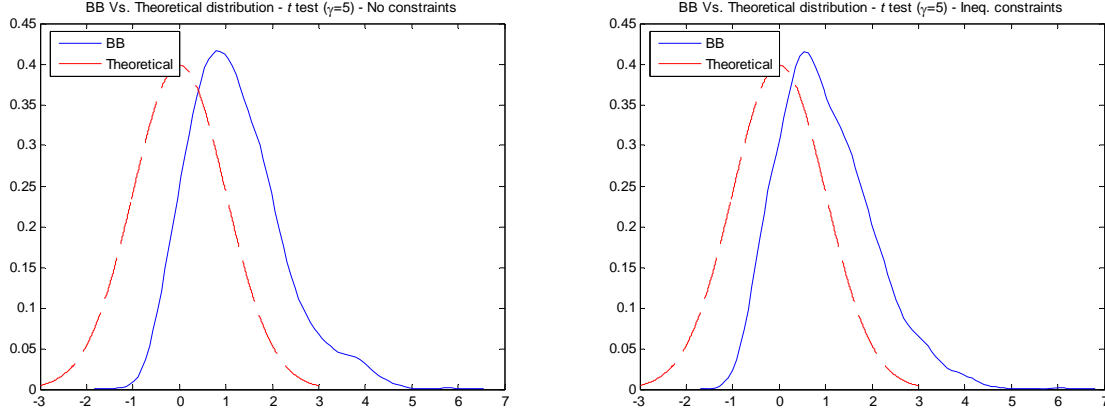 BB Vs. Theoretical distribution - t test (γ=5) - No constraints
BB
Theoretical
0.45
0.4
0.35
0.3
0.25
0.2
0.15
0.1
0.05
0
-3 -2 -1 0 1 2 3 4 5 6 7
BB Vs. Theoretical distribution - t test (γ=5) - Ineq. constraints
BB
Theoretical
0.45
0.4
0.35
0.3
0.25
0.2
0.15
0.1
0.05
0
-3 -2 -1 0 1 2 3 4 5 6 7